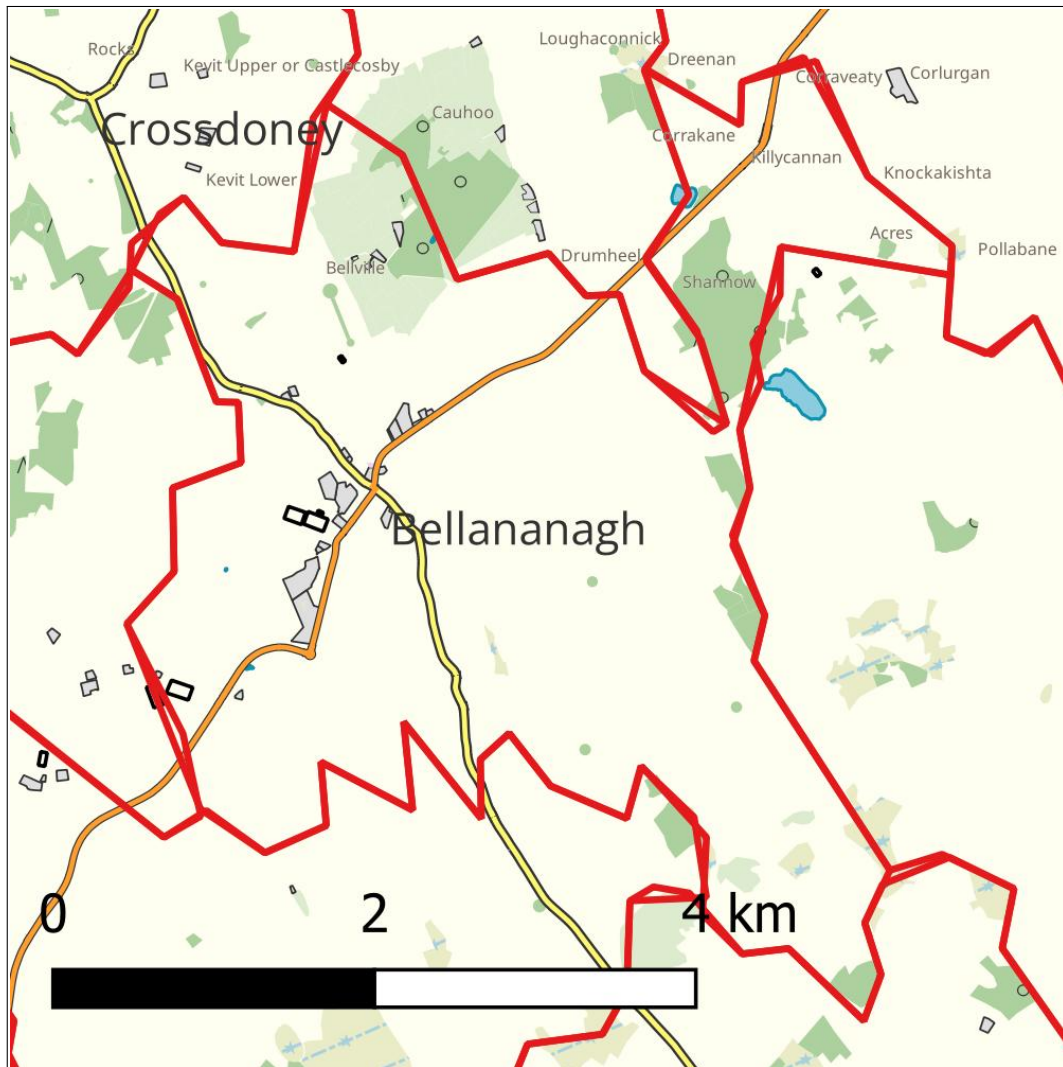 Loughaconnick
Rocks
Dreenan
Kevit Upper or Castlecosby
Corraveaty
Corlurgan
Cauhoo
Crossdoney
Corrakane
Killycannan
Kevit Lower
Knockakishta
Acres
Pollabane
Drumheel
Bellville
Shannow
Bellananagh
0 2 4 km